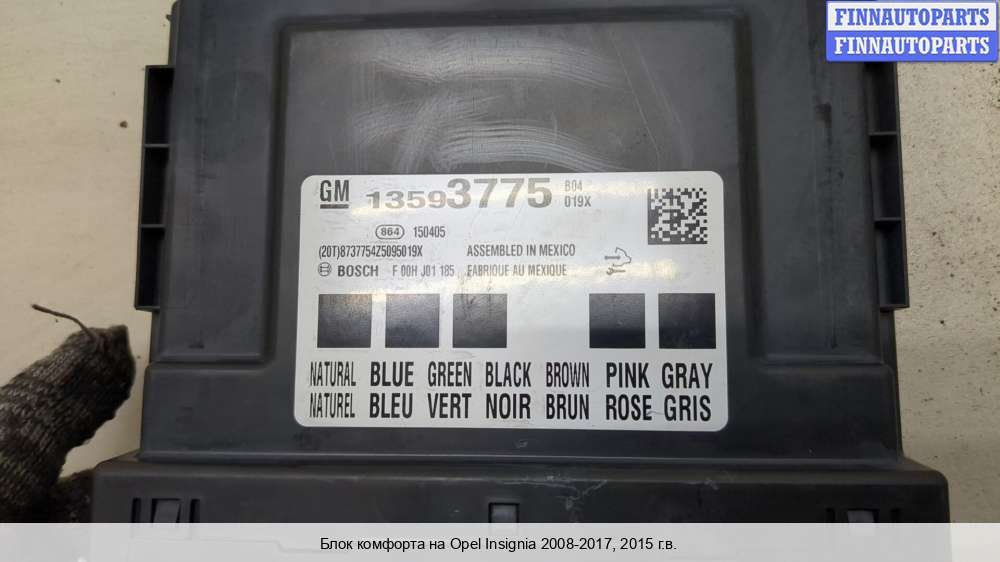 FINNAUTOPARTS
FINNAUTOPARTS
GM 13593775 B04
019X
864 150405
(20T)8737754Z5095019X ASSEMBLED IN MEXICO
BOSCH F 00H J01 185 FABRIQUE AU MEXIQUE
NATURAL BLUE GREEN BLACK BROWN PINK GRAY
NATUREL BLEU VERT NOIR BRUN ROSE GRIS
Блок комфорта на Opel Insignia 2008-2017, 2015 г.в.